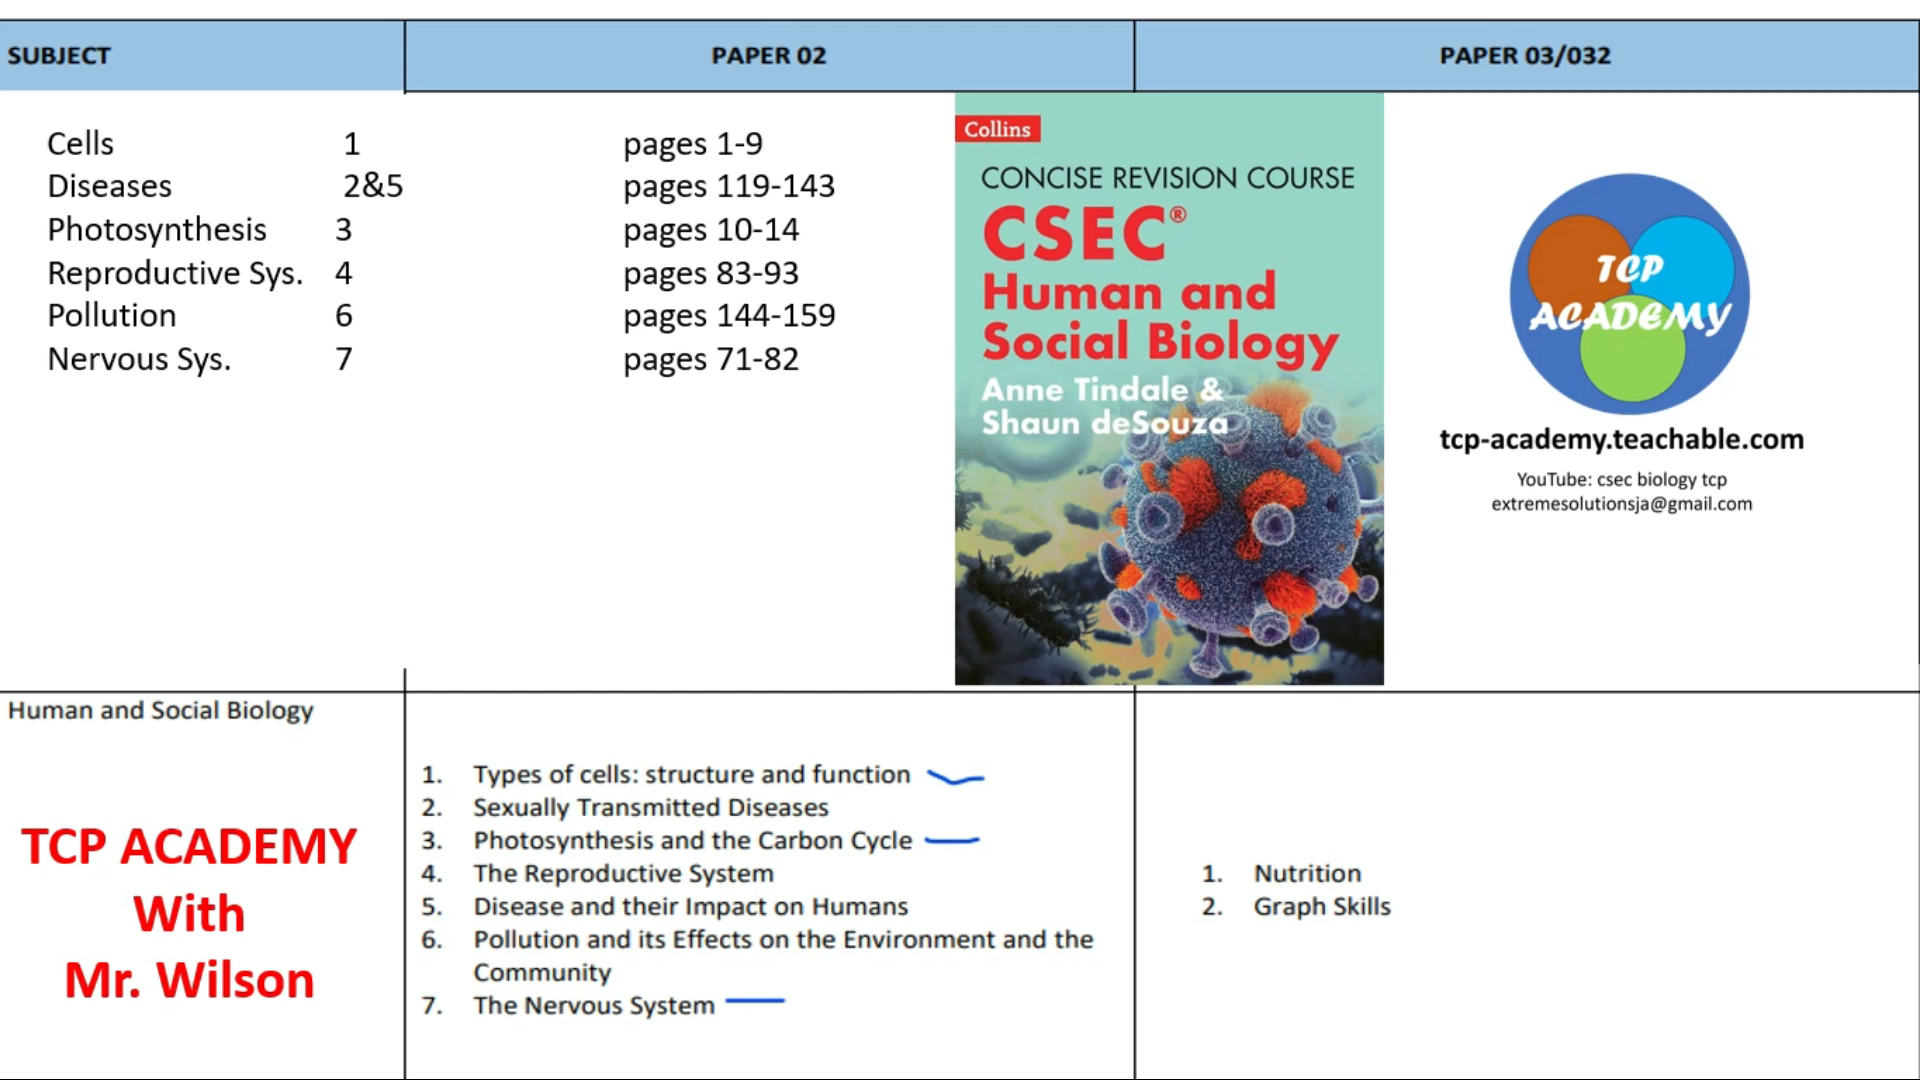 SUBJECT
PAPER 02
PAPER 03/032
Cells 1 pages 1-9
Diseases 2&5 pages 119-143
Photosynthesis 3 pages 10-14
Reproductive Sys. 4 pages 83-93
Pollution 6 pages 144-159
Nervous Sys. 7 pages 71-82
Collins
CONCISE REVISION COURSE
CSEC®
Human and
Social Biology
Anne Tindale &
Shaun deSouza
TCP
ACADEMY
tcp-academy.teachable.com
YouTube: csec biology tcp
extremesolutionsja@gmail.com
Human and Social Biology
TCP ACADEMY
With
Mr. Wilson
1. Types of cells: structure and function
2. Sexually Transmitted Diseases
3. Photosynthesis and the Carbon Cycle
4. The Reproductive System
5. Disease and their Impact on Humans
6. Pollution and its Effects on the Environment and the
Community
7. The Nervous System
1. Nutrition
2. Graph Skills